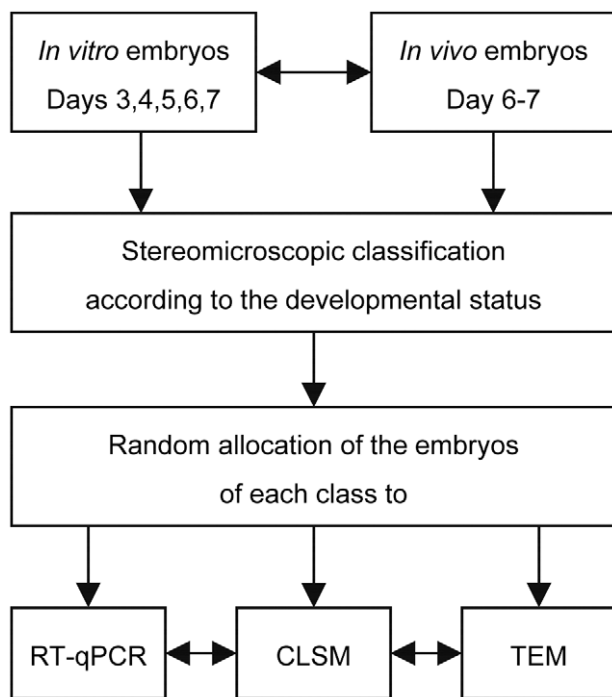 In vitro embryos
Days 3,4,5,6,7
In vivo embryos
Day 6-7
Stereomicroscopic classification
according to the developmental status
Random allocation of the embryos
of each class to
RT-qPCR
CLSM
TEM